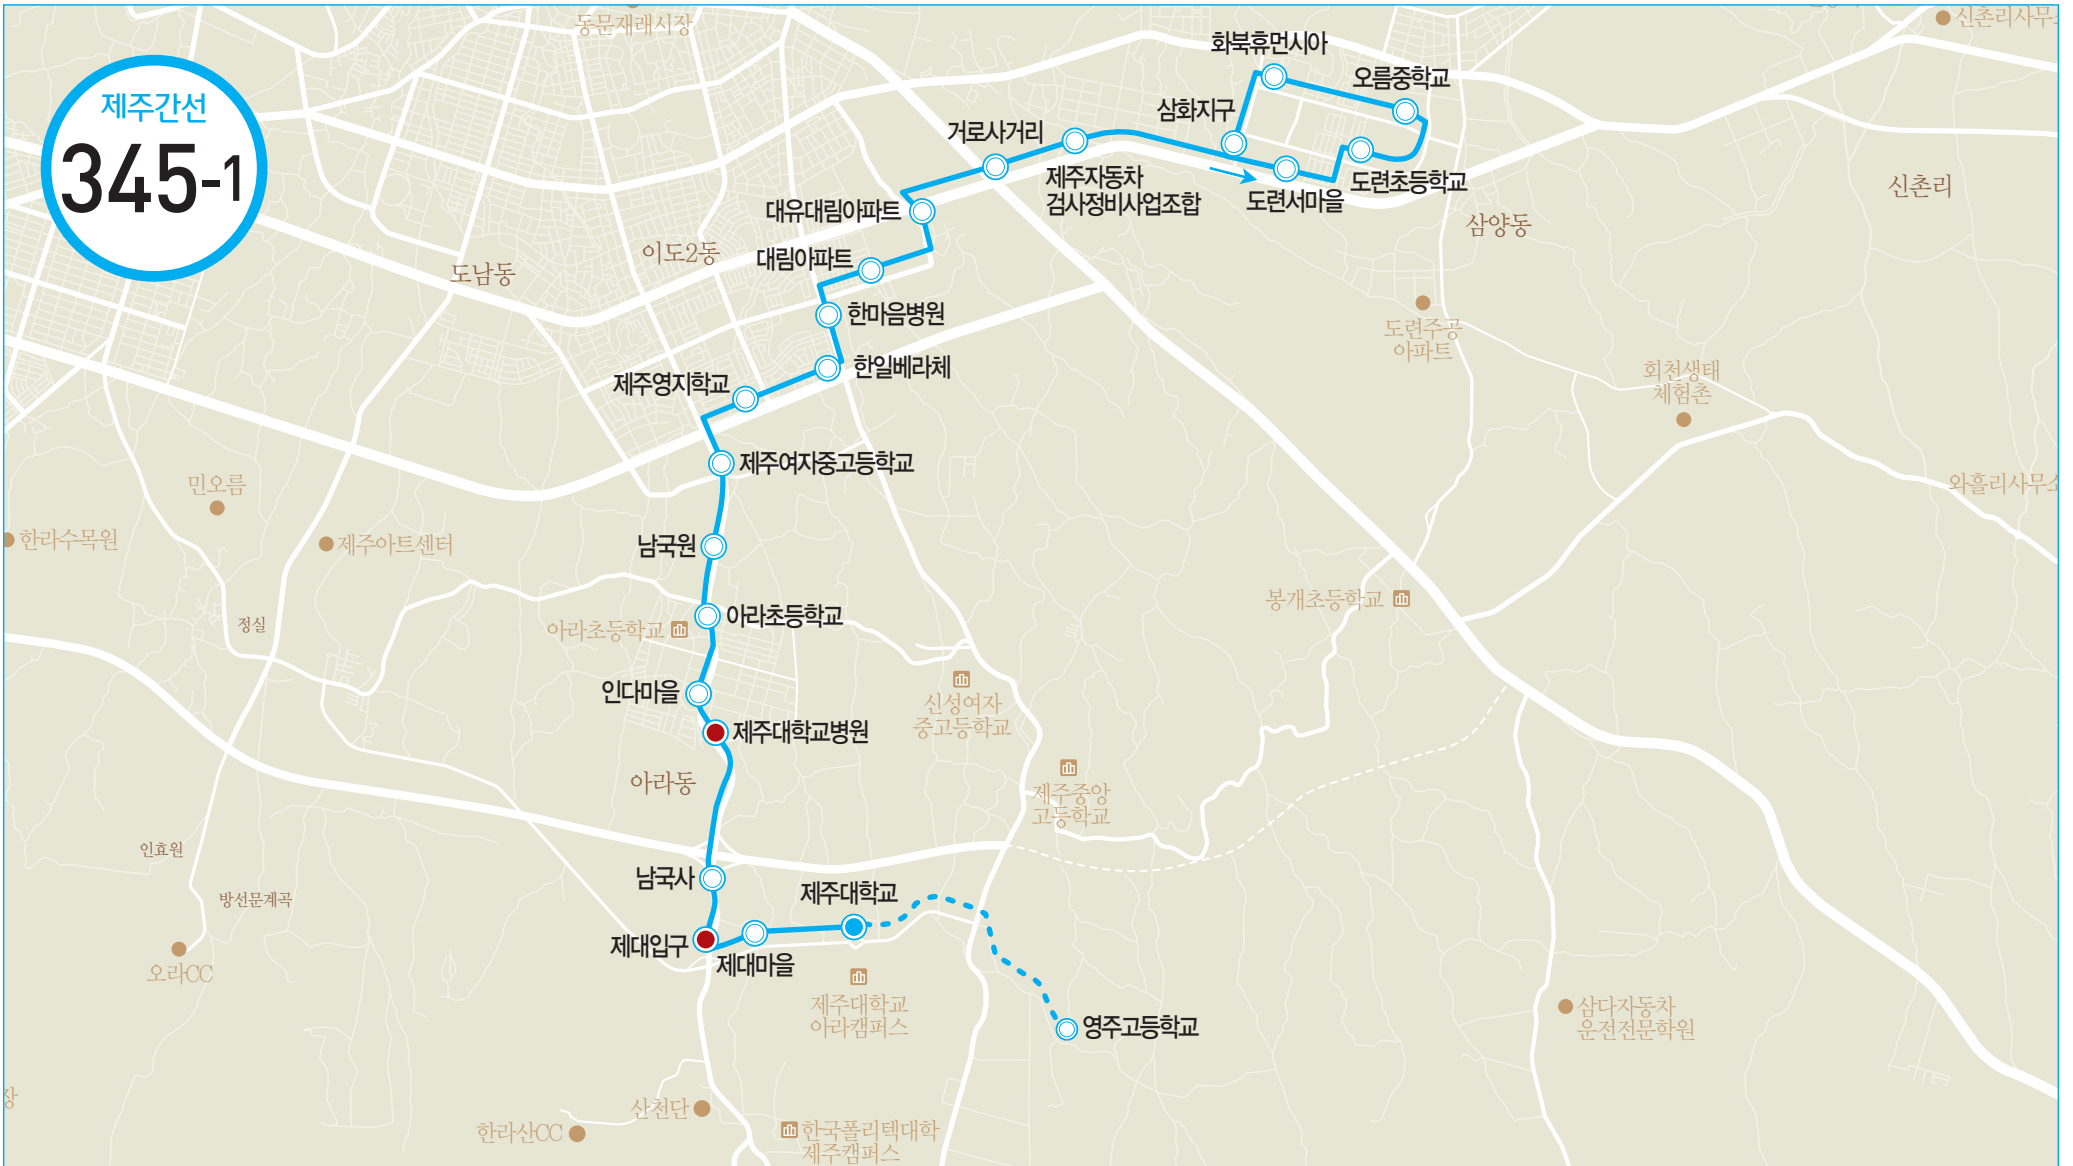 동문재래시장
신촌리사무소
화북휴먼시아
오름중학교
제주간선
345-1
삼화지구
거로사거리
제주자동차
검사정비사업조합
도련초등학교
도련서마을
신촌리
대유대림아파트
삼양동
이도2동
대림아파트
도남동
한마음병원
도련주공
아파트
한일베라체
회천생태
체험촌
제주영지학교
제주여자중고등학교
민오름
와흘리사무소
한라수목원
제주아트센터
남국원
봉개초등학교
아라초등학교
아라초등학교
정실
인다마을
신성여자
중고등학교
제주대학교병원
아라동
제주중앙
고등학교
인효원
남국사
방선문계곡
제주대학교
제대입구
제대마을
오라CC
제주대학교
아라캠퍼스
삼다자동차
운전전문학원
영주고등학교
장
산천단
한라산CC
한국폴리텍대학
제주캠퍼스